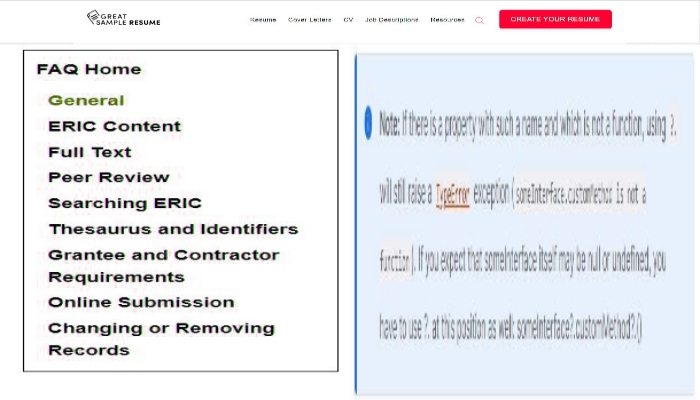 GREAT
SAMPLE RESUME
Resume Cover Letters CV Job Descriptions Resources CREATE YOUR RESUME
FAQ Home
General
ERIC Content
Full Text
Peer Review
Searching ERIC
Thesaurus and Identifiers
Grantee and Contractor
Requirements
Online Submission
Changing or Removing
Records
Note: If there is a property with such a name and which is not a function, using ?.
will still raise a TypeError exception (someInterface.customMethod is not a
function). If you expect that someInterface itself may be null or undefined, you
have to use ?. at this position as well: someInterface?.customMethod?.()